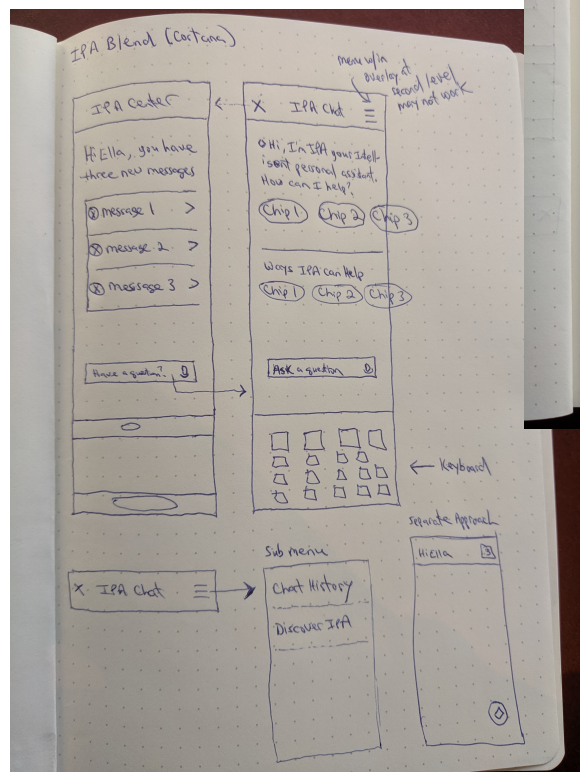 IPA Blend (Cortana)
menu w/in
overlay at
second level
may not work
IPA Center
Hi Ella, you have
three new messages
message 1 >
message 2 >
message 3 >
Have a question?
X IPA Chat
Hi, I'm IPA your Intell-
isent personal assistant.
How can I help?
Chip 1 Chip 2 Chip 3
Ways IPA can Help
Chip 1 Chip 2 Chip 3
Ask a question
Keyboard
X IPA Chat
Sub menu
Chat History
Discover IPA
Separate Approach
Hi Ella 3